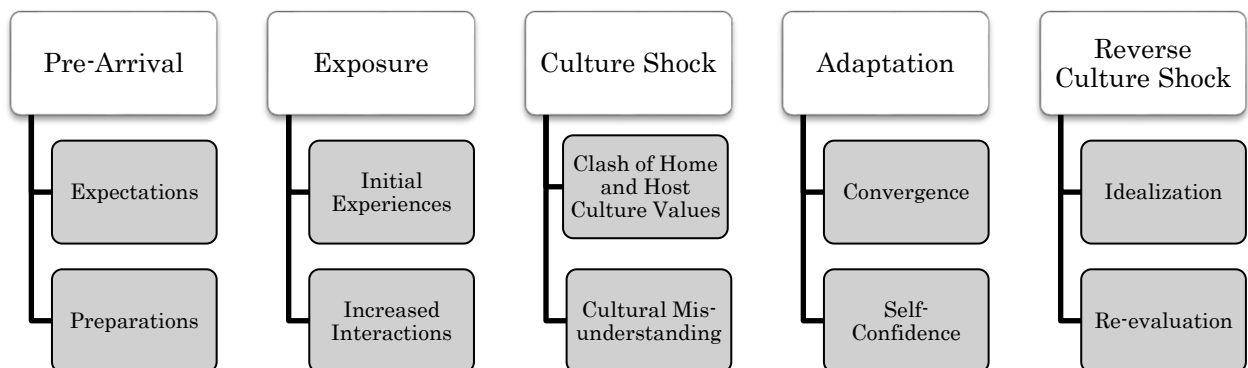 Pre-Arrival
Expectations
Preparations
Exposure
Initial
Experiences
Increased
Interactions
Culture Shock
Clash of Home
and Host
Culture Values
Cultural Mis-
understanding
Adaptation
Convergence
Self-
Confidence
Reverse
Culture Shock
Idealization
Re-evaluation